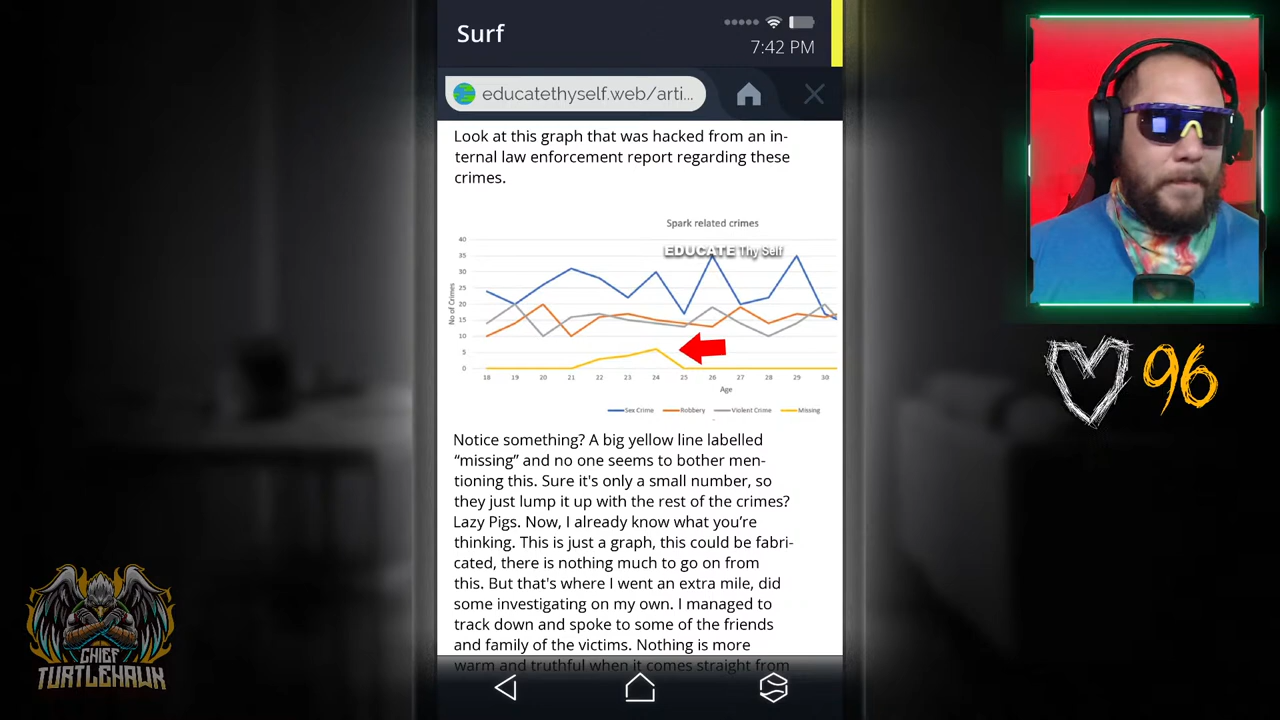 Surf
7:42 PM
educatethyself.web/arti...
Look at this graph that was hacked from an in-
ternal law enforcement report regarding these
crimes.
Spark related crimes
EDUCATE Thy Self
40
35
30
25
20
15
10
5
0
No of Crimes
18 19 20 21 22 23 24 25 26 27 28 29 30
Age
Sex Crime Robbery Violent Crime Missing
Notice something? A big yellow line labelled
“missing” and no one seems to bother men-
tioning this. Sure it's only a small number, so
they just lump it up with the rest of the crimes?
Lazy Pigs. Now, I already know what you’re
thinking. This is just a graph, this could be fabri-
cated, there is nothing much to go on from
this. But that's where I went an extra mile, did
some investigating on my own. I managed to
track down and spoke to some of the friends
and family of the victims. Nothing is more
warm and truthful when it comes straight from
96
CHIEF
TURTLEHAWK